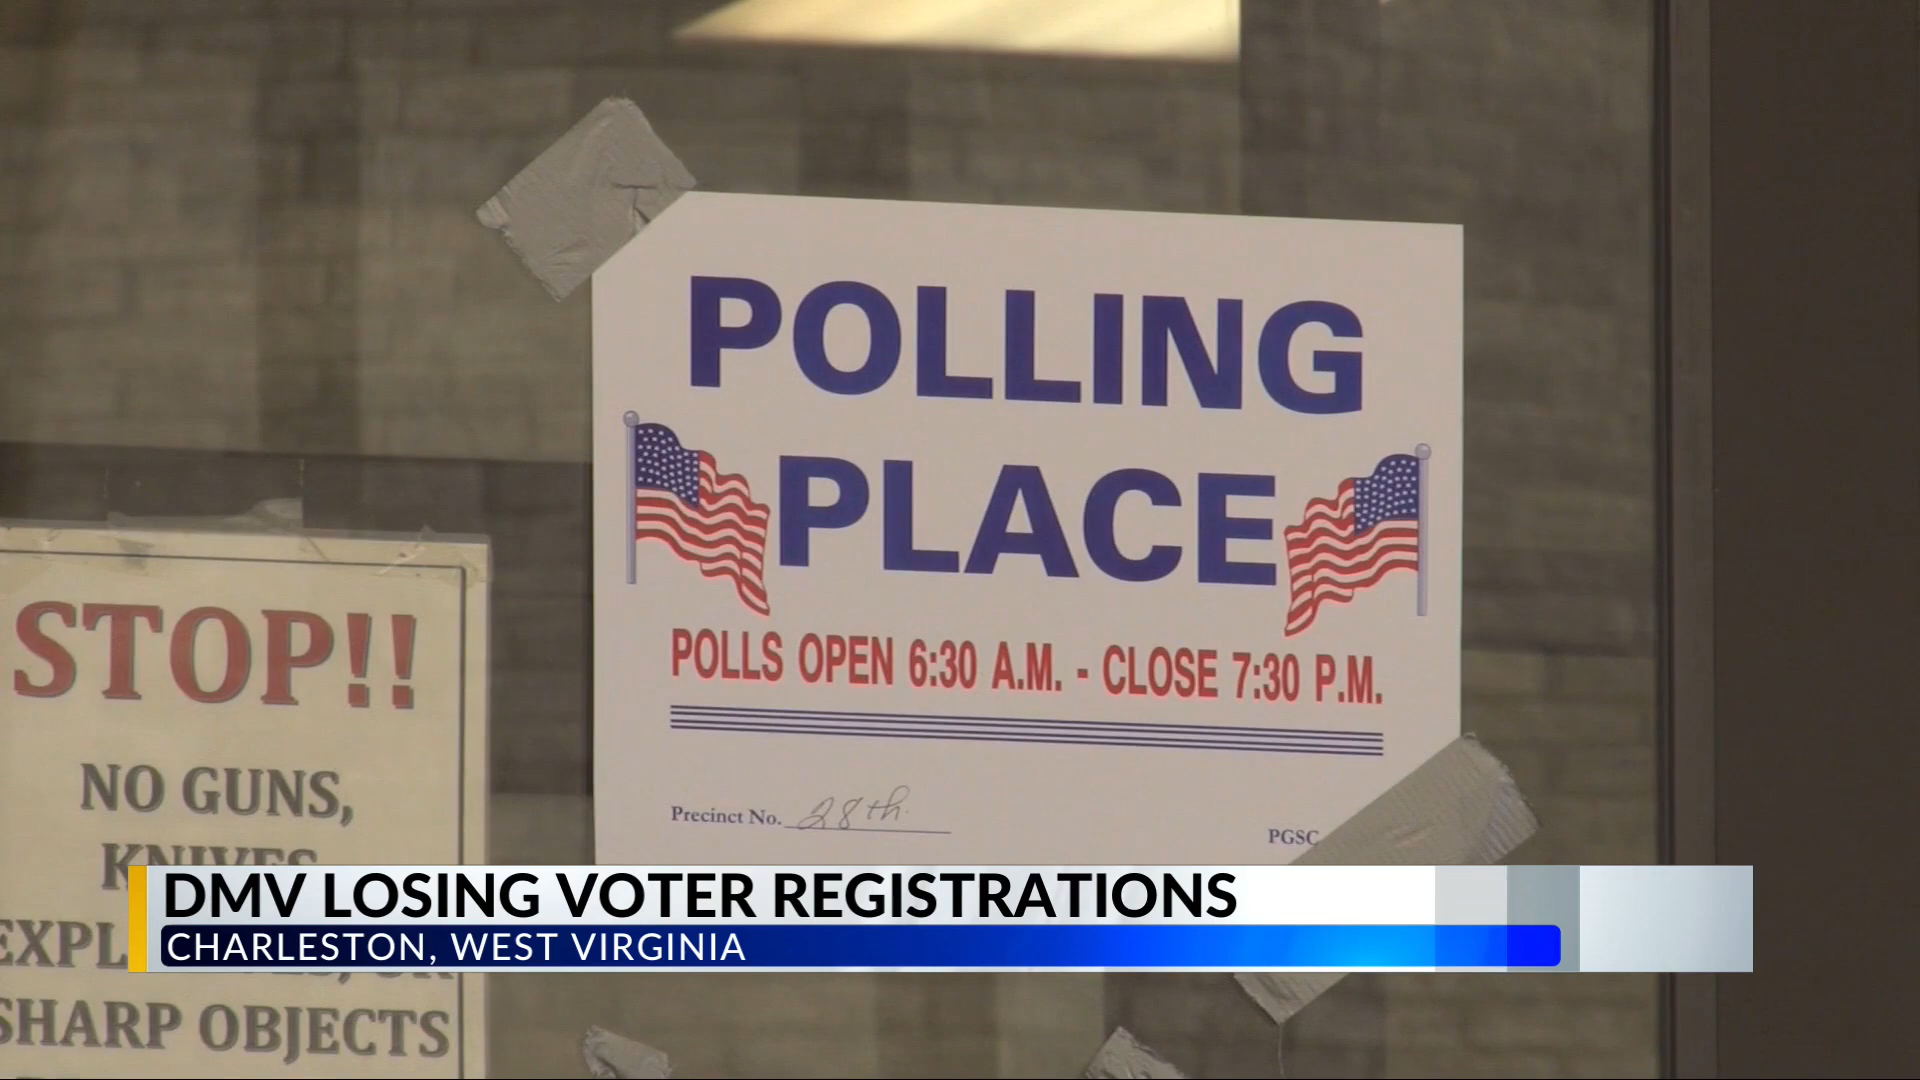 POLLING
PLACE
POLLS OPEN 6:30 A.M. - CLOSE 7:30 P.M.
Precinct No. 28th.
PGSC
STOP!!
NO GUNS,
KNIVES,
SHARP OBJECTS
DMV LOSING VOTER REGISTRATIONS
CHARLESTON, WEST VIRGINIA